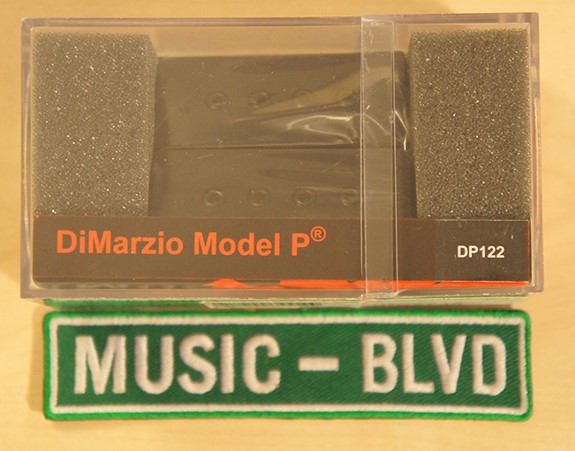 DiMarzio Model P®
DP122
MUSIC – BLVD